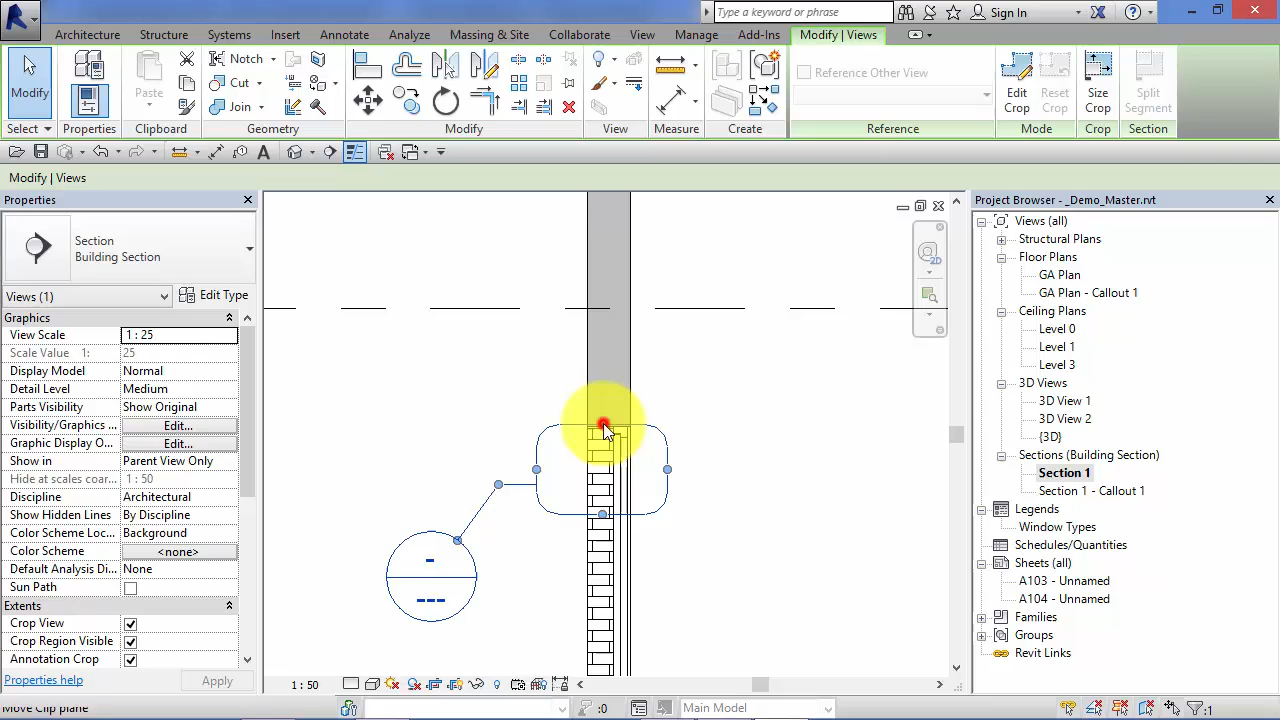 Type a keyword or phrase
Sign In
Architecture Structure Systems Insert Annotate Analyze Massing & Site Collaborate View Manage Add-Ins Modify | Views
Modify
Paste
Notch
Cut
Join
Reference Other View
Edit Crop
Reset Crop
Size Crop
Split Segment
Select Properties Clipboard Geometry Modify View Measure Create Reference Mode Crop Section
Modify | Views
Properties
Section
Building Section
Views (1)
Edit Type
Graphics
View Scale 1 : 25
Scale Value 1: 25
Display Model Normal
Detail Level Medium
Parts Visibility Show Original
Visibility/Graphics ... Edit...
Graphic Display O... Edit...
Show in Parent View Only
Hide at scales coar... 1 : 50
Discipline Architectural
Show Hidden Lines By Discipline
Color Scheme Loc... Background
Color Scheme <none>
Default Analysis Di... None
Sun Path
Extents
Crop View
Crop Region Visible
Annotation Crop
Properties help
Apply
-
---
1 : 50
Project Browser - _Demo_Master.rvt
Views (all)
Structural Plans
Floor Plans
GA Plan
GA Plan - Callout 1
Ceiling Plans
Level 0
Level 1
Level 3
3D Views
3D View 1
3D View 2
{3D}
Sections (Building Section)
Section 1
Section 1 - Callout 1
Legends
Window Types
Schedules/Quantities
Sheets (all)
A103 - Unnamed
A104 - Unnamed
Families
Groups
Revit Links
Move Clip plane
:0
Main Model
:1